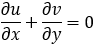 ∂u/∂x + ∂v/∂y = 0